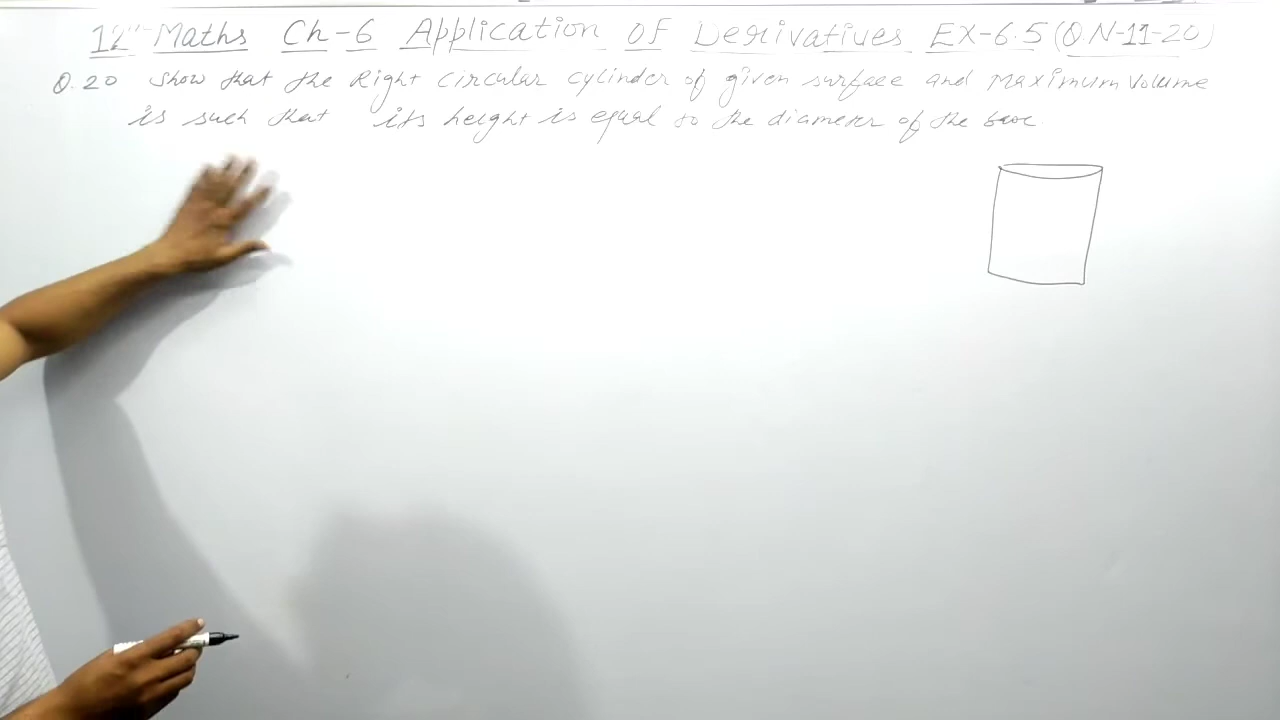 12th Maths Ch-6 Application OF Derivatives EX-6.5 (Q.N-11-20)
Q.20 Show that the Right circular cylinder of given surface and Maximum Volume
is such that its height is equal to the diameter of the base.